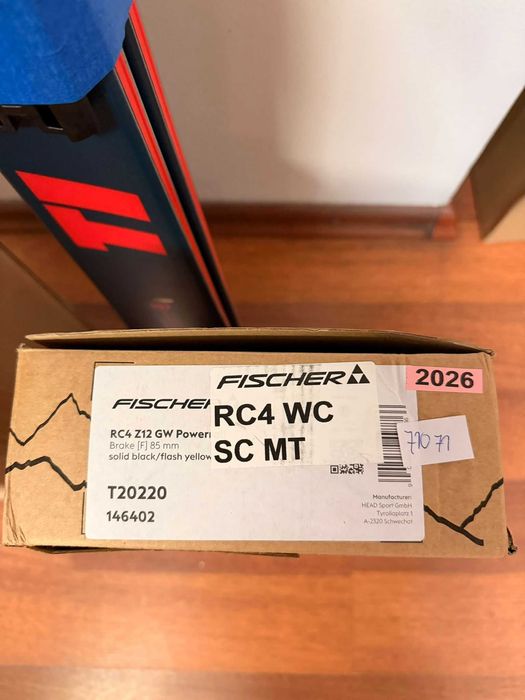 FISCHER
RC4 WC
SC MT
2026
FISCHER
RC4 Z12 GW Powerr
Brake [F] 85 mm
solid black/flash yellow
T20220
146402
71071
Manufacturer:
HEAD Sport GmbH
Tyroliaplatz 1
A-2320 Schwechat